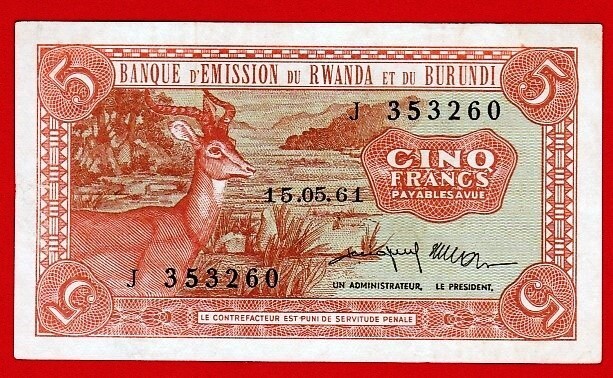 5 5
BANQUE D'EMISSION DU RWANDA ET DU BURUNDI
J 353260
CINQ
FRANCS
PAYABLES A VUE
15.05.61
J 353260
UN ADMINISTRATEUR, LE PRÉSIDENT,
5 5
LE CONTREFACTEUR EST PUNI DE SERVITUDE PENALE